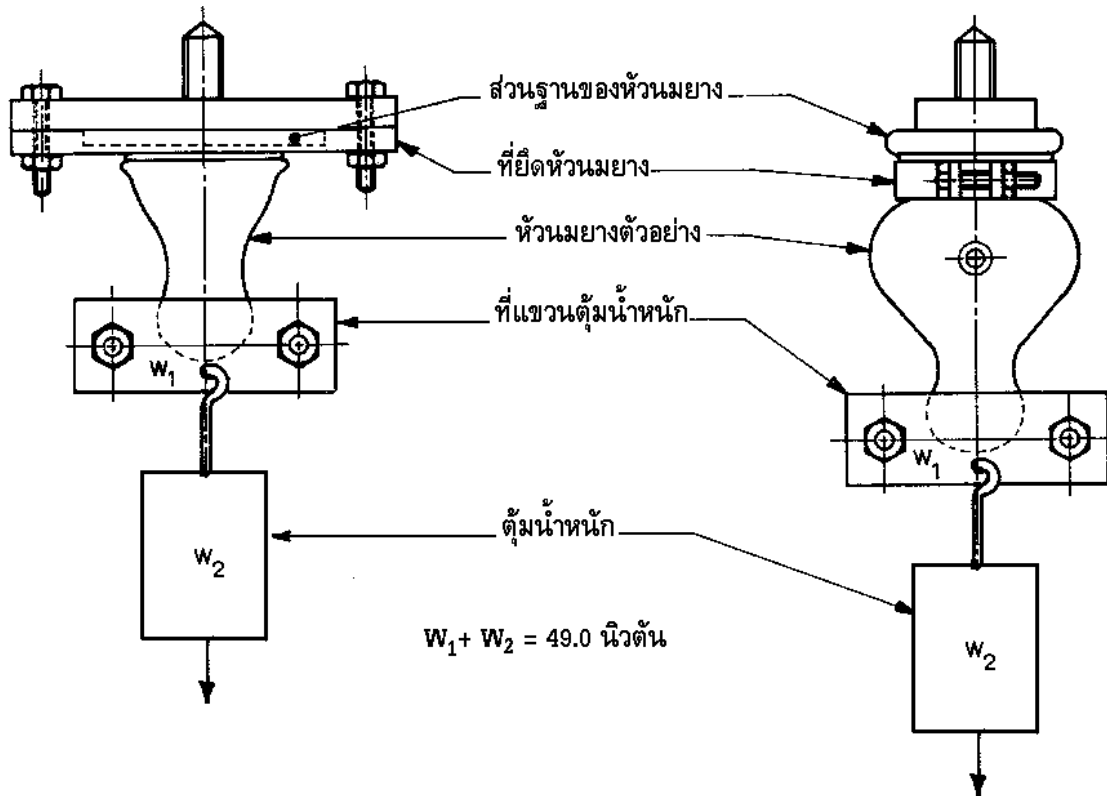 ส่วนฐานของหัวนมยาง
ที่ยึดหัวนมยาง
หัวนมยางตัวอย่าง
ที่แขวนตุ้มน้ำหนัก
W1
W1
ตุ้มน้ำหนัก
W2
W1+ W2 = 49.0 นิวตัน
W2